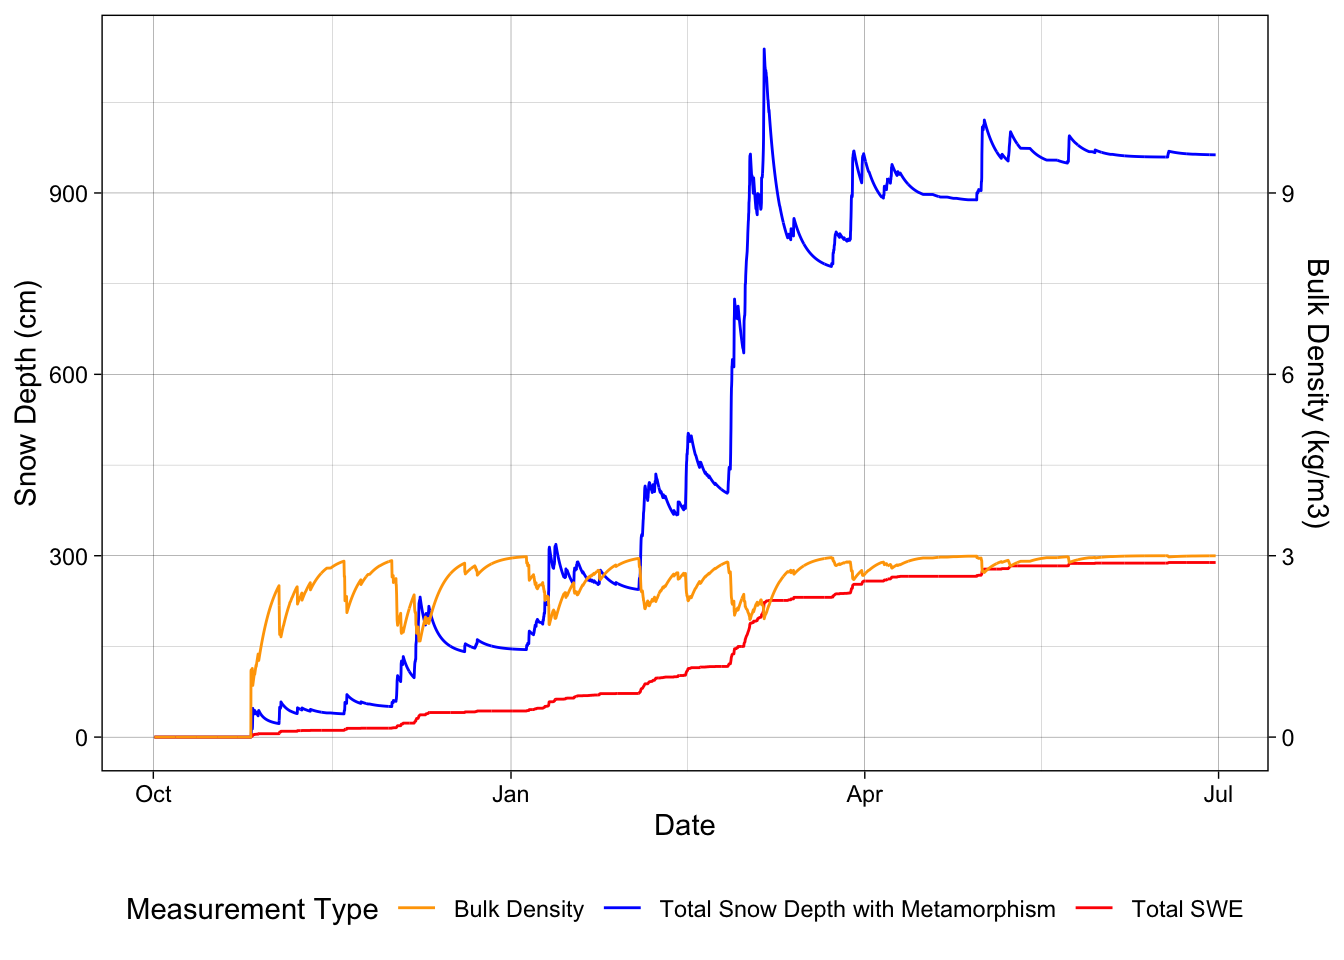 Snow Depth (cm)
900
600
300
0
9
6
3
0
Bulk Density (kg/m3)
Oct
Jan
Apr
Jul
Date
Measurement Type
Bulk Density
Total Snow Depth with Metamorphism
Total SWE